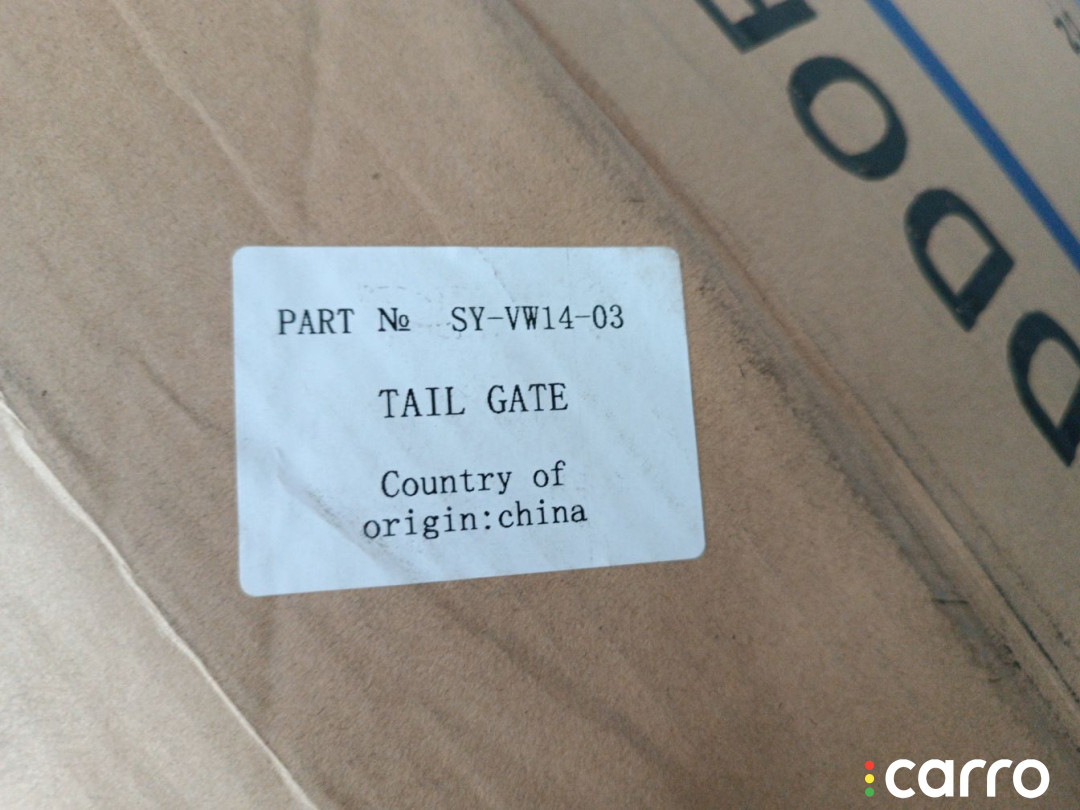 PART № SY-VW14-03
TAIL GATE
Country of
origin:china
carro